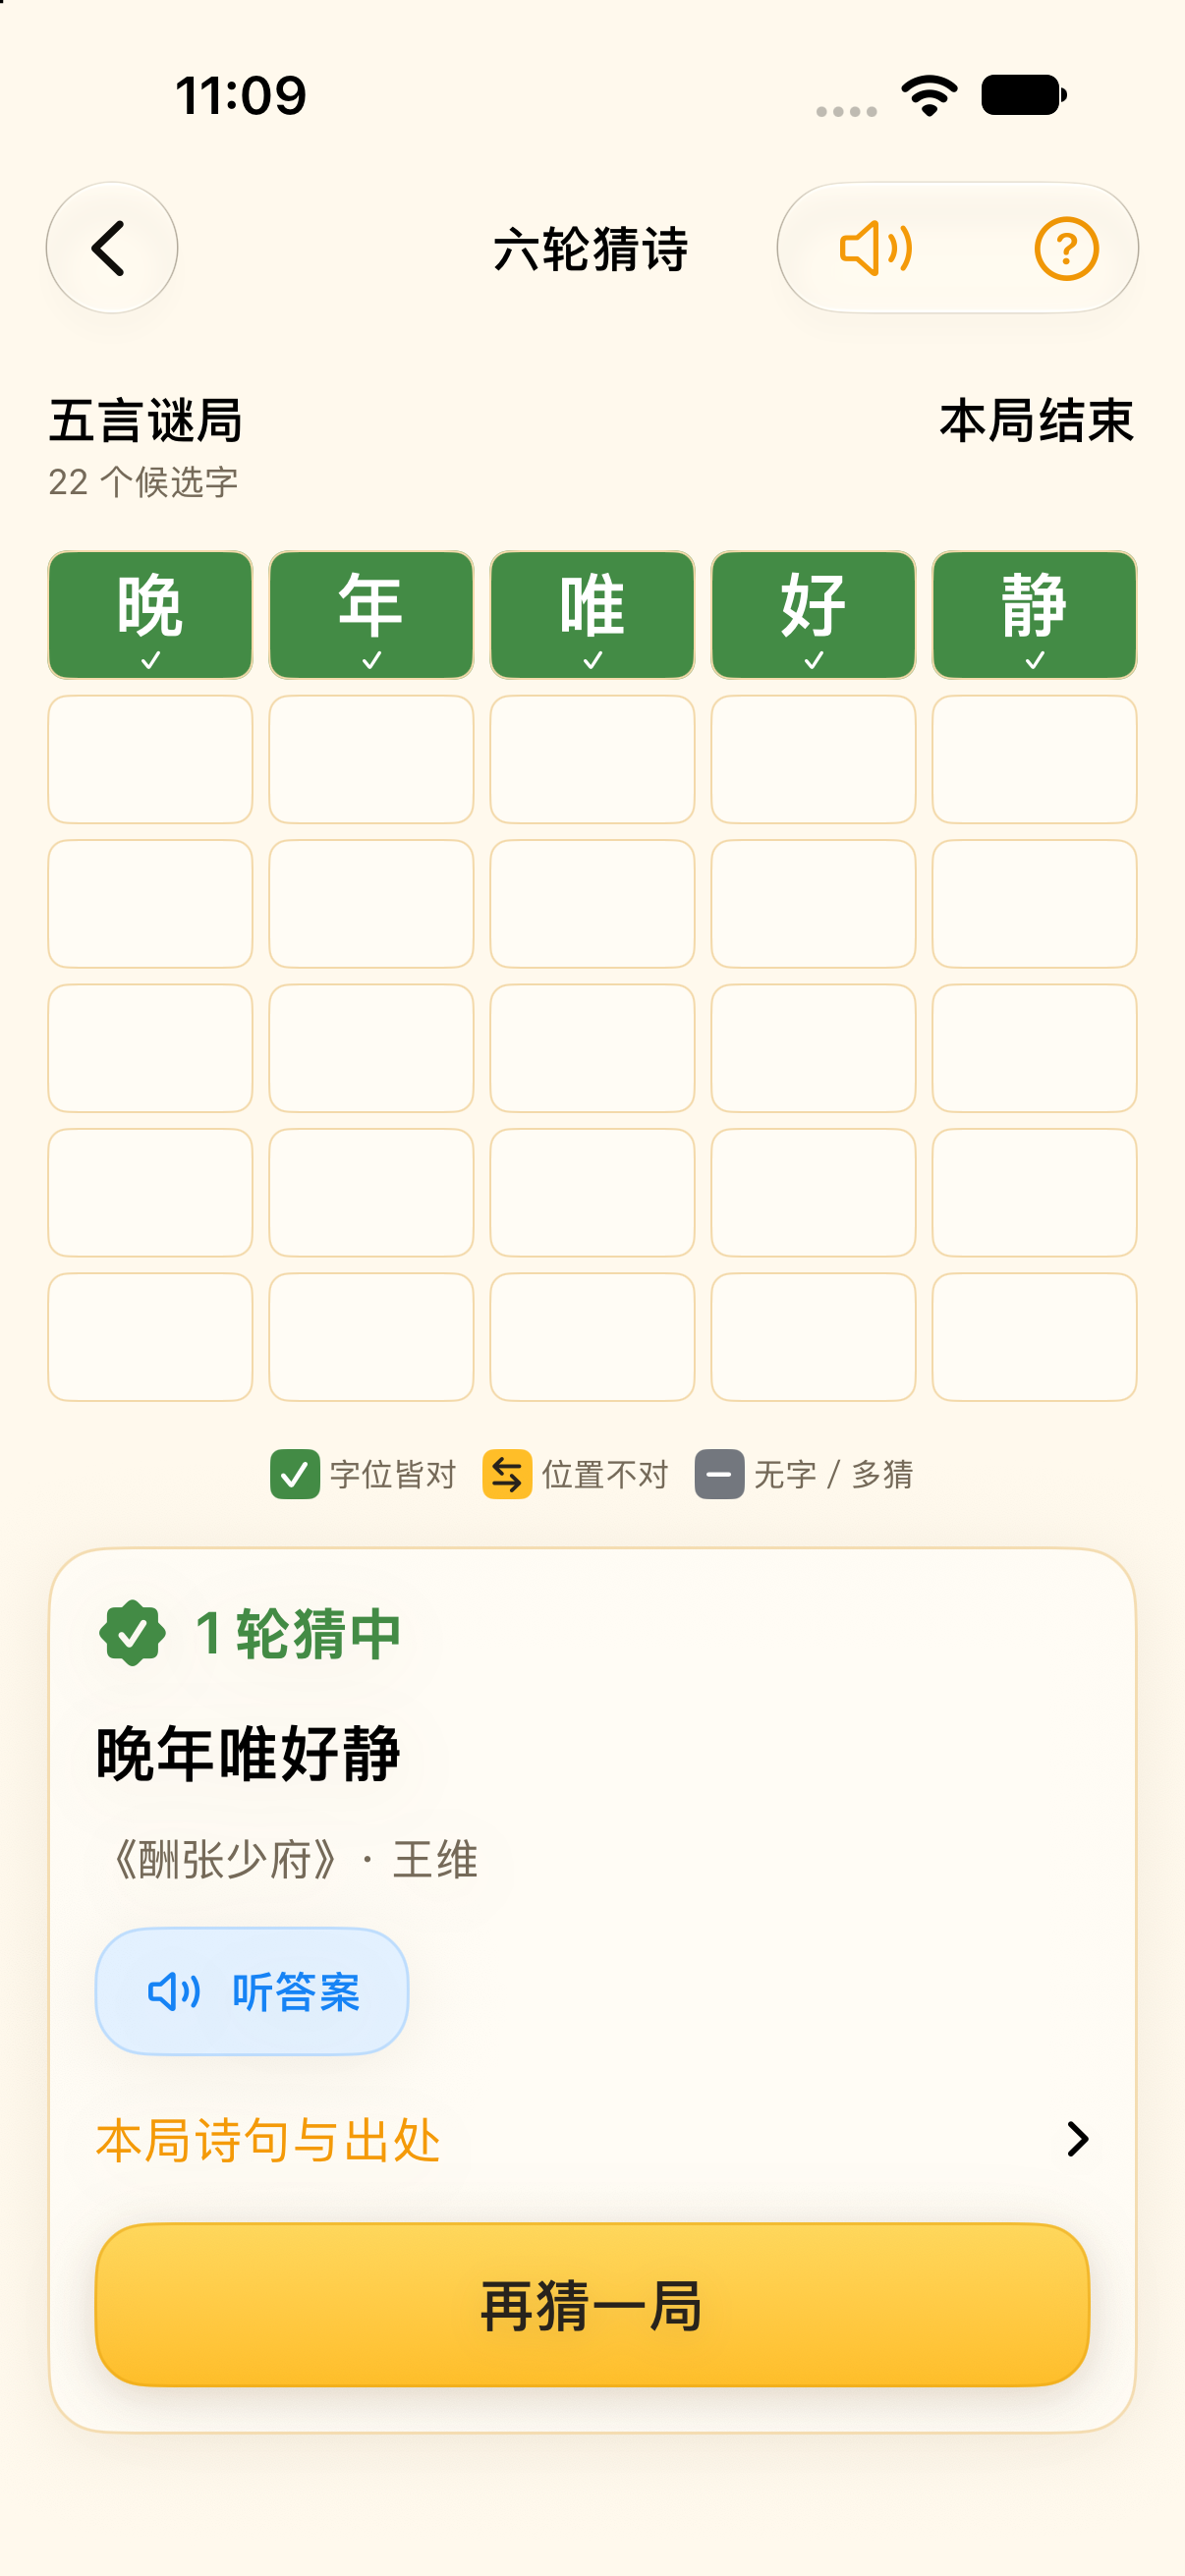 11:09
六轮猜诗
?
五言谜局
本局结束
22 个候选字
晚 年 唯 好 静
字位皆对 位置不对 无字 / 多猜
1 轮猜中
晚年唯好静
《酬张少府》· 王维
听答案
本局诗句与出处
再猜一局